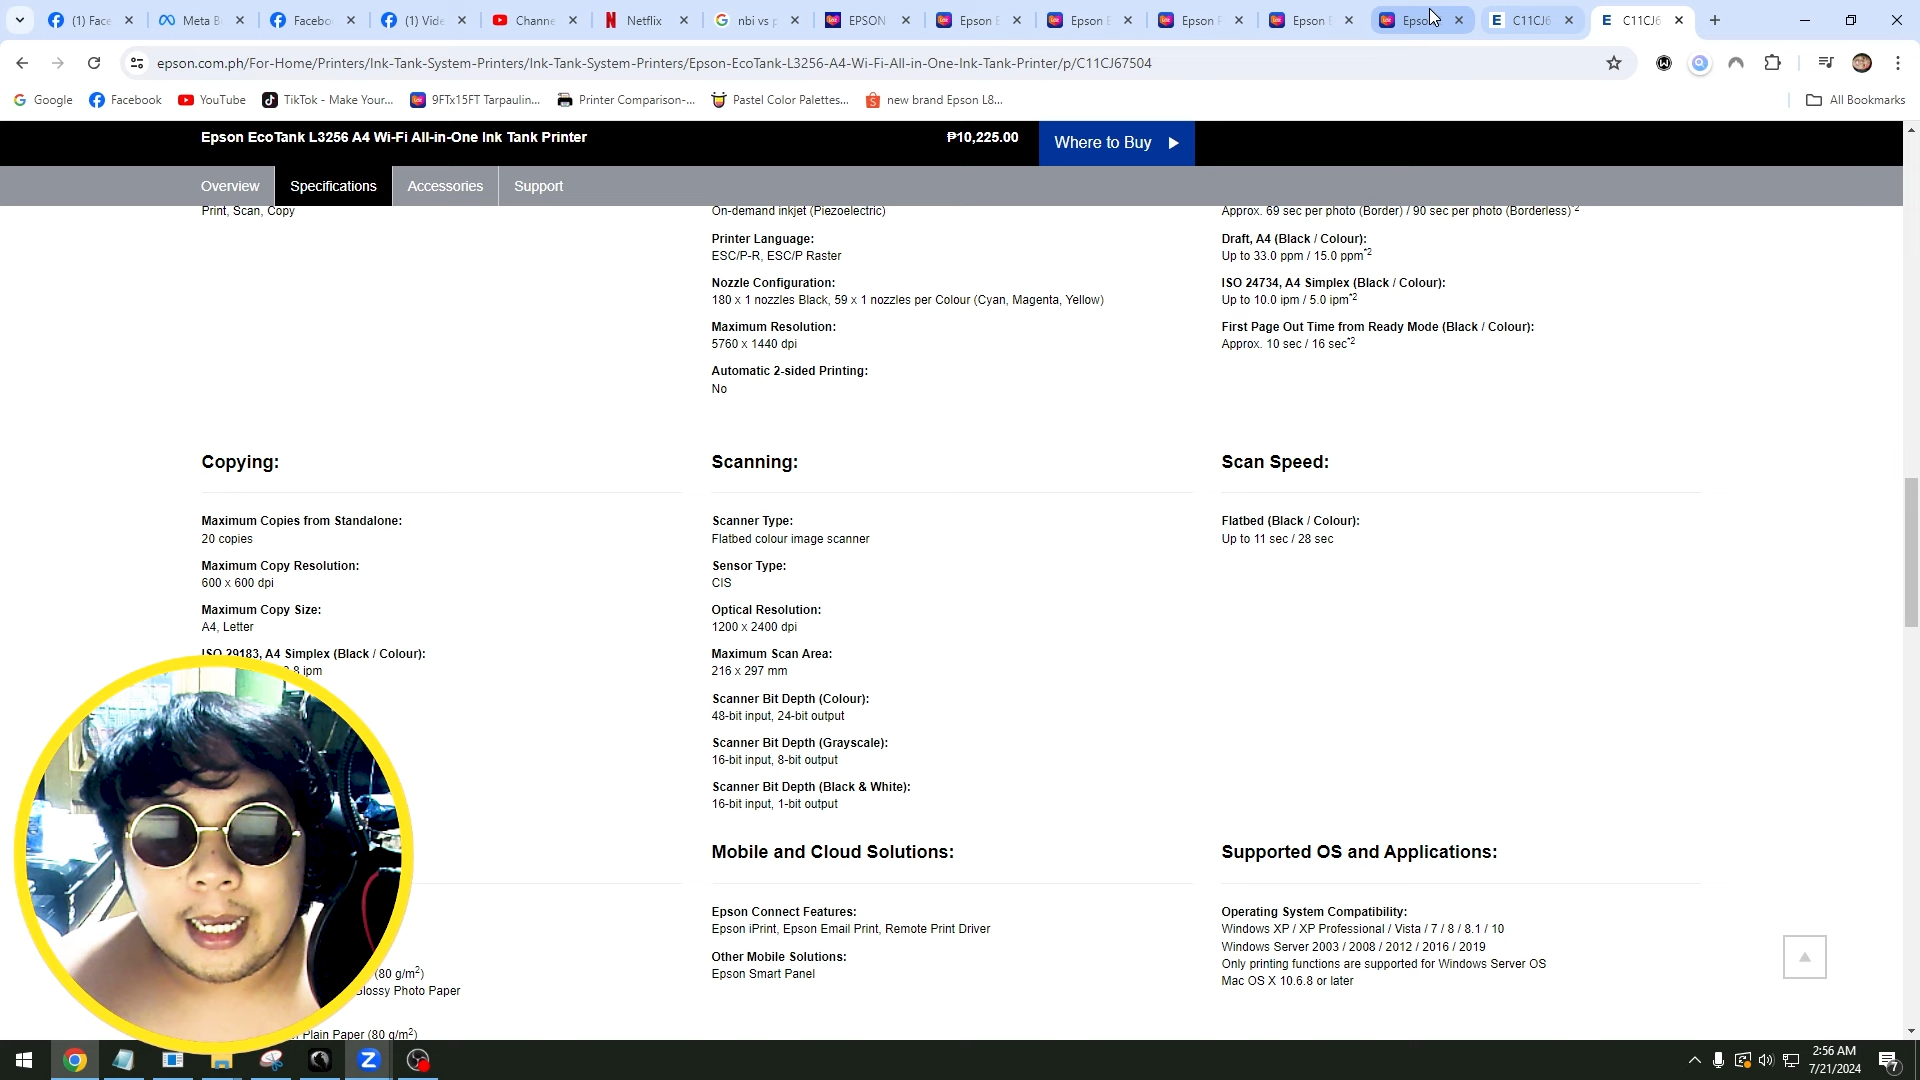 (1) Face
Meta B
Facebo
(1) Vide
Channe
Netflix
nbi vs p
EPSON
Epson E
Epson E
Epson F
Epson E
Epso
C11CJ6
C11CJ6
epson.com.ph/For-Home/Printers/Ink-Tank-System-Printers/Ink-Tank-System-Printers/Epson-EcoTank-L3256-A4-Wi-Fi-All-in-One-Ink-Tank-Printer/p/C11CJ67504
Google
Facebook
YouTube
TikTok - Make Your...
9FTx15FT Tarpaulin...
Printer Comparison-...
Pastel Color Palettes...
new brand Epson L8...
All Bookmarks
Epson EcoTank L3256 A4 Wi-Fi All-in-One Ink Tank Printer
₱10,225.00
Where to Buy
Overview
Specifications
Accessories
Support
Print, Scan, Copy
On-demand inkjet (Piezoelectric)
Printer Language:
ESC/P-R, ESC/P Raster
Nozzle Configuration:
180 x 1 nozzles Black, 59 x 1 nozzles per Colour (Cyan, Magenta, Yellow)
Maximum Resolution:
5760 x 1440 dpi
Automatic 2-sided Printing:
No
Approx. 69 sec per photo (Border) / 90 sec per photo (Borderless)*2
Draft, A4 (Black / Colour):
Up to 33.0 ppm / 15.0 ppm*2
ISO 24734, A4 Simplex (Black / Colour):
Up to 10.0 ipm / 5.0 ipm*2
First Page Out Time from Ready Mode (Black / Colour):
Approx. 10 sec / 16 sec*2
Copying:
Maximum Copies from Standalone:
20 copies
Maximum Copy Resolution:
600 x 600 dpi
Maximum Copy Size:
A4, Letter
ISO 29183, A4 Simplex (Black / Colour):
8 ipm
Scanning:
Scanner Type:
Flatbed colour image scanner
Sensor Type:
CIS
Optical Resolution:
1200 x 2400 dpi
Maximum Scan Area:
216 x 297 mm
Scanner Bit Depth (Colour):
48-bit input, 24-bit output
Scanner Bit Depth (Grayscale):
16-bit input, 8-bit output
Scanner Bit Depth (Black & White):
16-bit input, 1-bit output
Scan Speed:
Flatbed (Black / Colour):
Up to 11 sec / 28 sec
(80 g/m2)
Glossy Photo Paper
Plain Paper (80 g/m2)
Mobile and Cloud Solutions:
Epson Connect Features:
Epson iPrint, Epson Email Print, Remote Print Driver
Other Mobile Solutions:
Epson Smart Panel
Supported OS and Applications:
Operating System Compatibility:
Windows XP / XP Professional / Vista / 7 / 8 / 8.1 / 10
Windows Server 2003 / 2008 / 2012 / 2016 / 2019
Only printing functions are supported for Windows Server OS
Mac OS X 10.6.8 or later
2:56 AM
7/21/2024
7